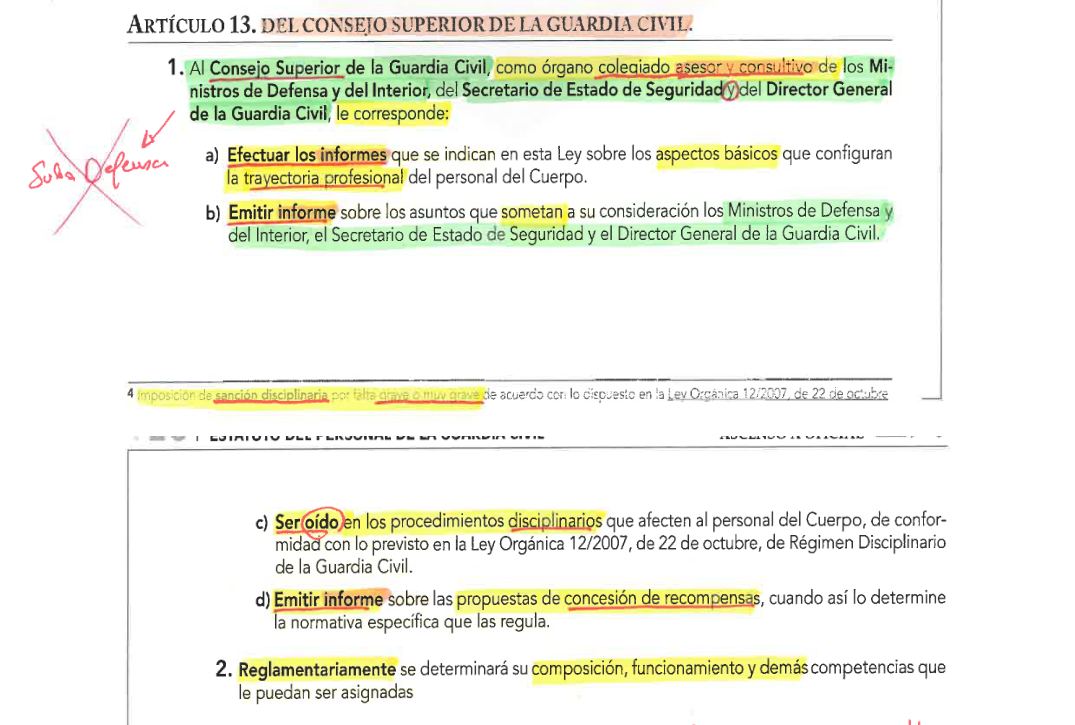 ARTÍCULO 13. DEL CONSEJO SUPERIOR DE LA GUARDIA CIVIL.
1. Al Consejo Superior de la Guardia Civil, como órgano colegiado asesor y consultivo de los Mi-
nistros de Defensa y del Interior, del Secretario de Estado de Seguridad y del Director General
de la Guardia Civil, le corresponde:
Defensa
a) Efectuar los informes que se indican en esta Ley sobre los aspectos básicos que configuran
la trayectoria profesional del personal del Cuerpo.
b) Emitir informe sobre los asuntos que sometan a su consideración los Ministros de Defensa y
del Interior, el Secretario de Estado de Seguridad y el Director General de la Guardia Civil.
4 Imposición de sanción disciplinaria por falta grave o muy grave de acuerdo con lo dispuesto en la Ley Orgánica 12/2007, de 22 de octubre
ESTATUTO DEL PERSONAL DE LA GUARDIA CIVIL ASCENSO A OFICIAL
c) Ser oído en los procedimientos disciplinarios que afecten al personal del Cuerpo, de confor-
midad con lo previsto en la Ley Orgánica 12/2007, de 22 de octubre, de Régimen Disciplinario
de la Guardia Civil.
d) Emitir informe sobre las propuestas de concesión de recompensas, cuando así lo determine
la normativa específica que las regula.
2. Reglamentariamente se determinará su composición, funcionamiento y demás competencias que
le puedan ser asignadas